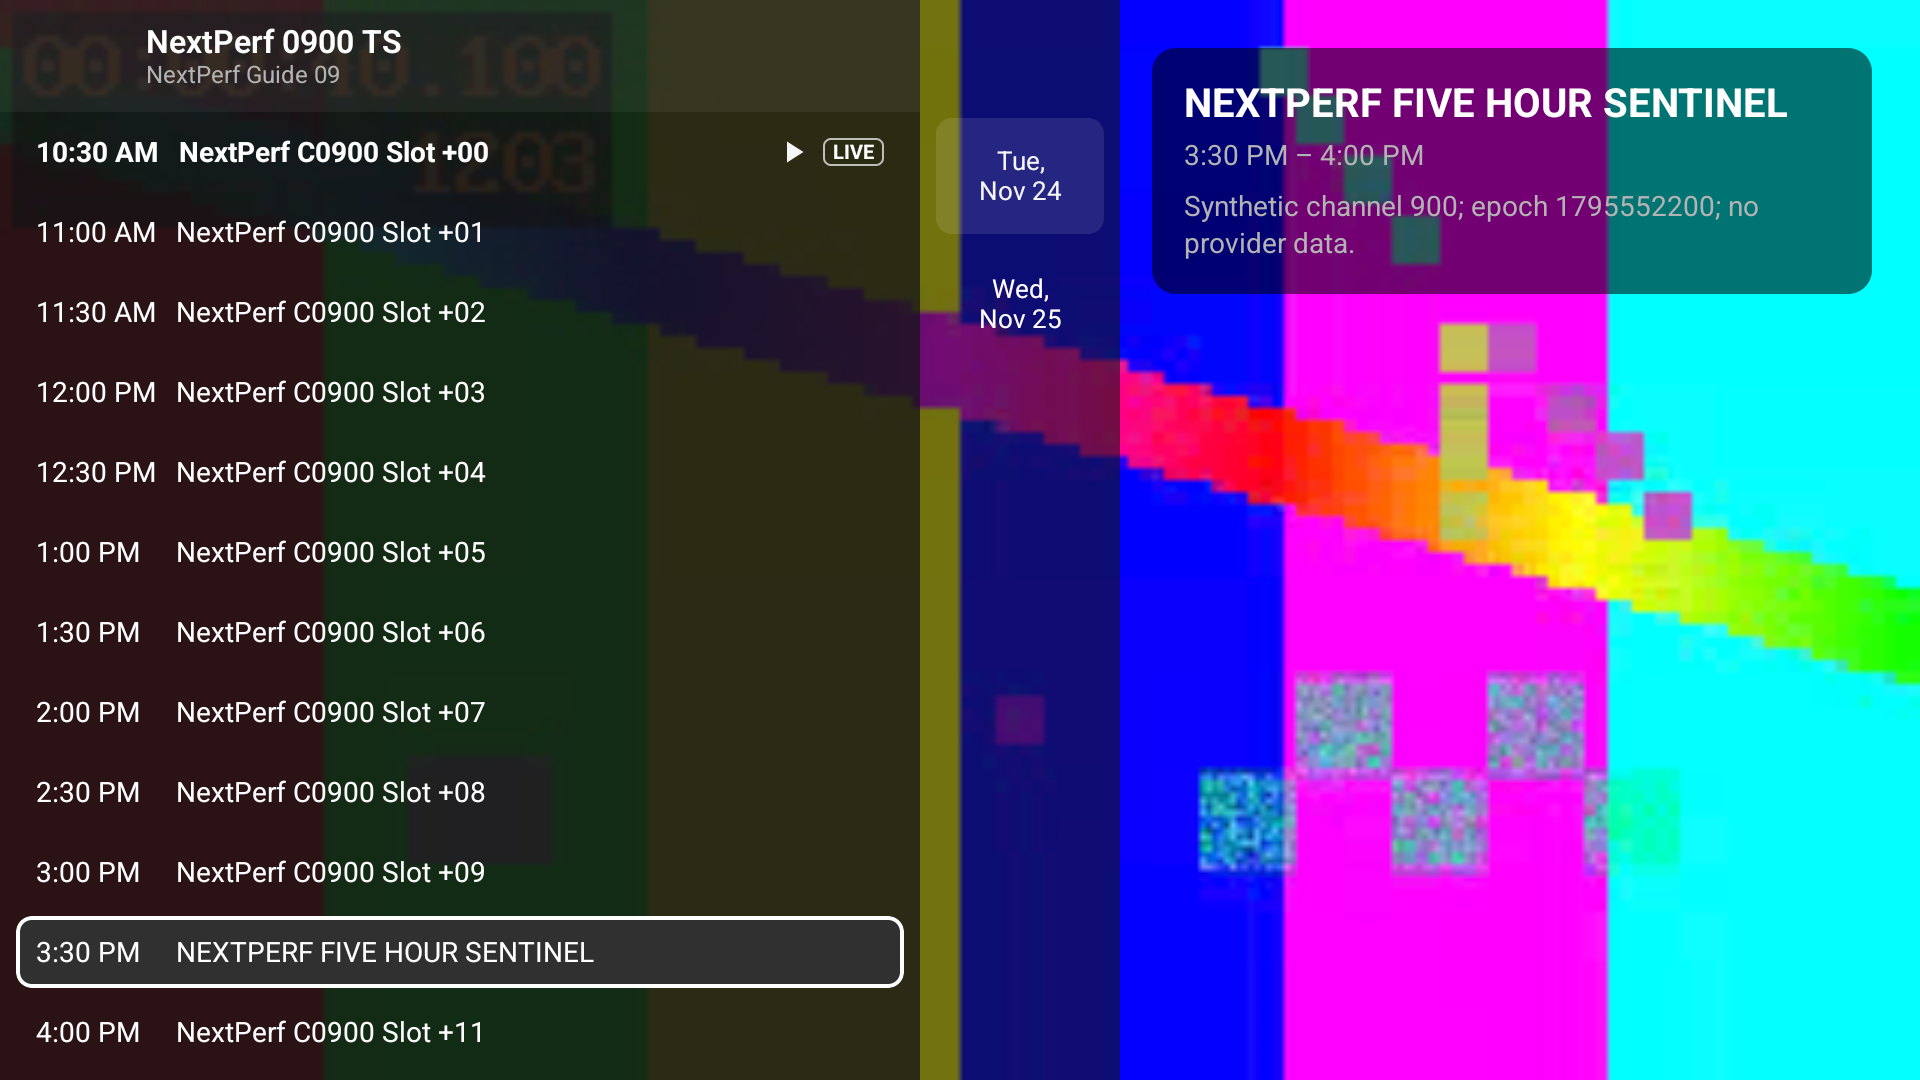 NextPerf 0900 TS
NextPerf Guide 09
10:30 AM NextPerf C0900 Slot +00 LIVE
11:00 AM NextPerf C0900 Slot +01
11:30 AM NextPerf C0900 Slot +02
12:00 PM NextPerf C0900 Slot +03
12:30 PM NextPerf C0900 Slot +04
1:00 PM NextPerf C0900 Slot +05
1:30 PM NextPerf C0900 Slot +06
2:00 PM NextPerf C0900 Slot +07
2:30 PM NextPerf C0900 Slot +08
3:00 PM NextPerf C0900 Slot +09
3:30 PM NEXTPERF FIVE HOUR SENTINEL
4:00 PM NextPerf C0900 Slot +11
Tue,
Nov 24
Wed,
Nov 25
NEXTPERF FIVE HOUR SENTINEL
3:30 PM – 4:00 PM
Synthetic channel 900; epoch 1795552200; no
provider data.
1203